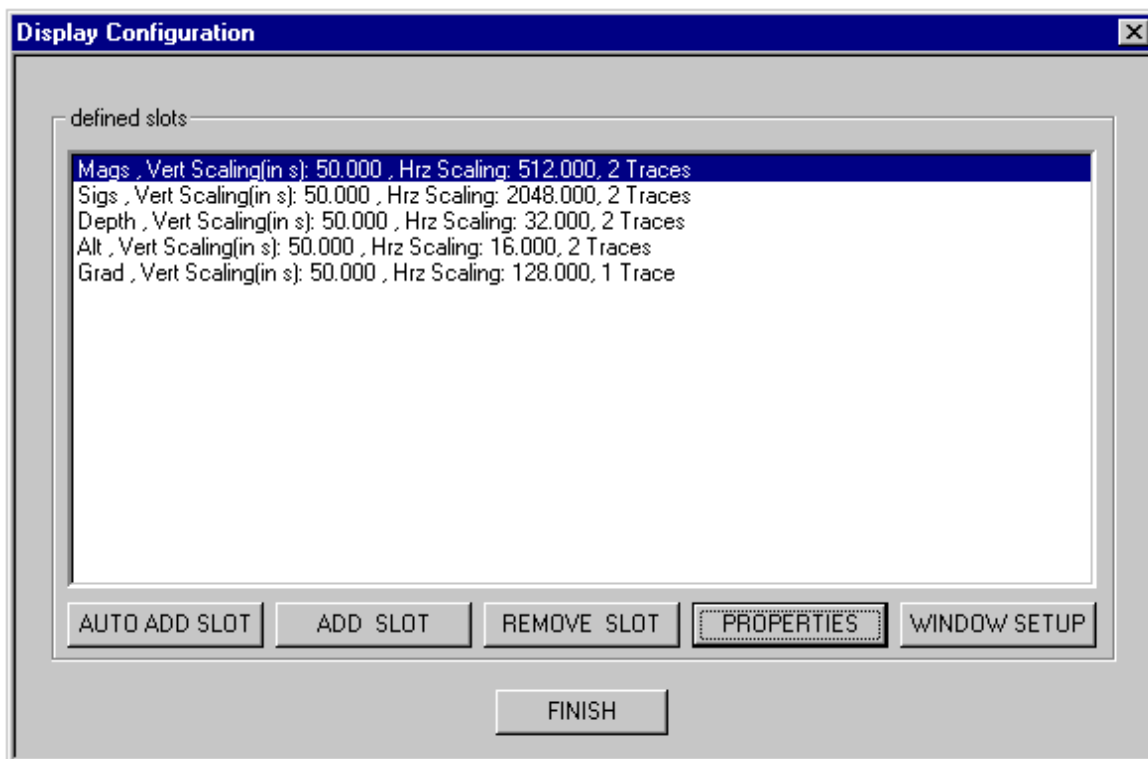 Display Configuration
defined slots
Mags , Vert Scaling(in s): 50.000 , Hrz Scaling: 512.000, 2 Traces
Sigs , Vert Scaling(in s): 50.000 , Hrz Scaling: 2048.000, 2 Traces
Depth , Vert Scaling(in s): 50.000 , Hrz Scaling: 32.000, 2 Traces
Alt , Vert Scaling(in s): 50.000 , Hrz Scaling: 16.000, 2 Traces
Grad , Vert Scaling(in s): 50.000 , Hrz Scaling: 128.000, 1 Trace
AUTO ADD SLOT ADD SLOT REMOVE SLOT PROPERTIES WINDOW SETUP
FINISH